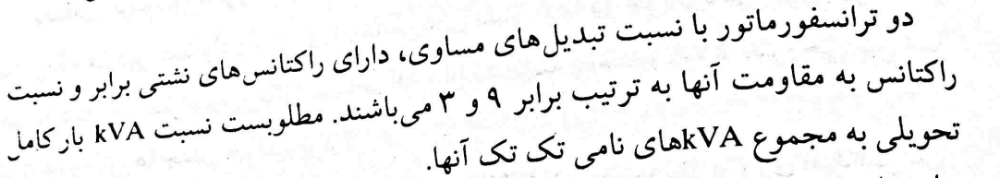 دو ترانسفورماتور با نسبت تبدیل‌های مساوی، دارای راکتانس‌های نشتی برابر و نسبت
راکتانس به مقاومت آنها به ترتیب برابر ۹ و ۳ می‌باشند. مطلوبست نسبت kVA بار کامل
تحویلی به مجموع kVAهای نامی تک تک آنها.